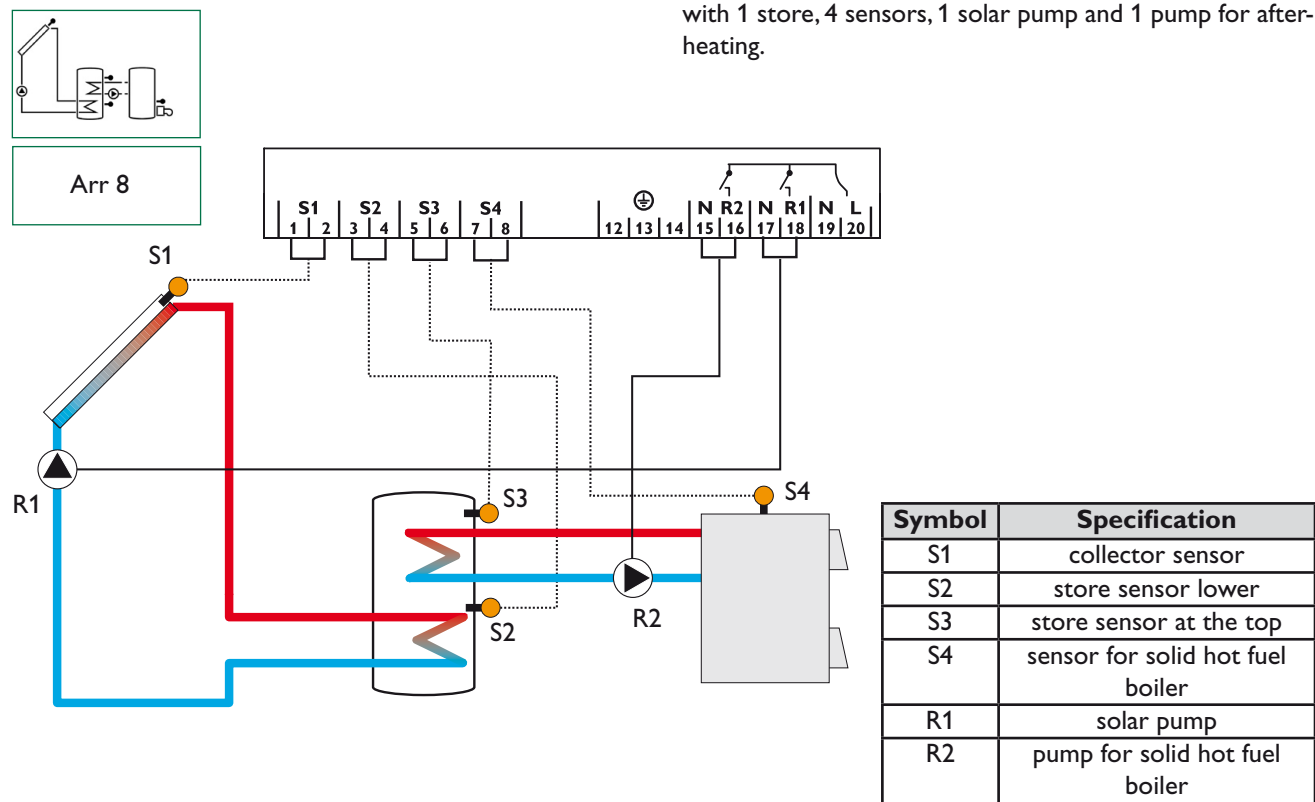 with 1 store, 4 sensors, 1 solar pump and 1 pump for after-
heating.
Arr 8
S1 S2 S3 S4 N R2 N R1 N L
1 2 3 4 5 6 7 8 12 13 14 15 16 17 18 19 20
S1
R1
S3
S4
S2
R2
Symbol Specification
S1 collector sensor
S2 store sensor lower
S3 store sensor at the top
S4 sensor for solid hot fuel
boiler
R1 solar pump
R2 pump for solid hot fuel
boiler